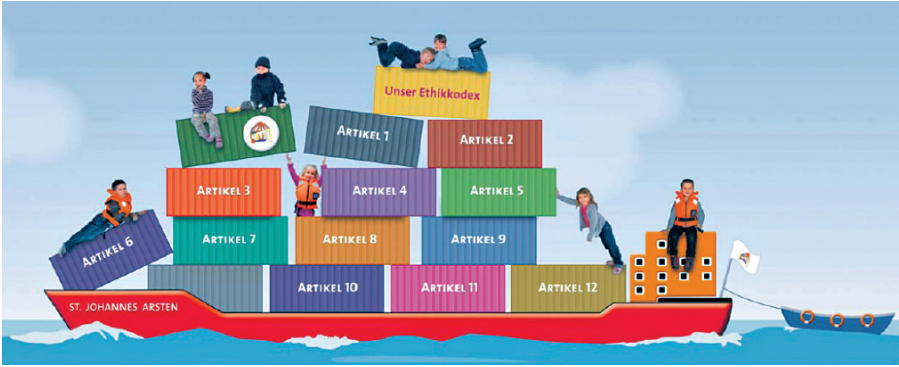 Unser Ethikkodex
ARTIKEL 1
ARTIKEL 2
ARTIKEL 3
ARTIKEL 4
ARTIKEL 5
ARTIKEL 6
ARTIKEL 7
ARTIKEL 8
ARTIKEL 9
ARTIKEL 10
ARTIKEL 11
ARTIKEL 12
ST. JOHANNES ARSTEN